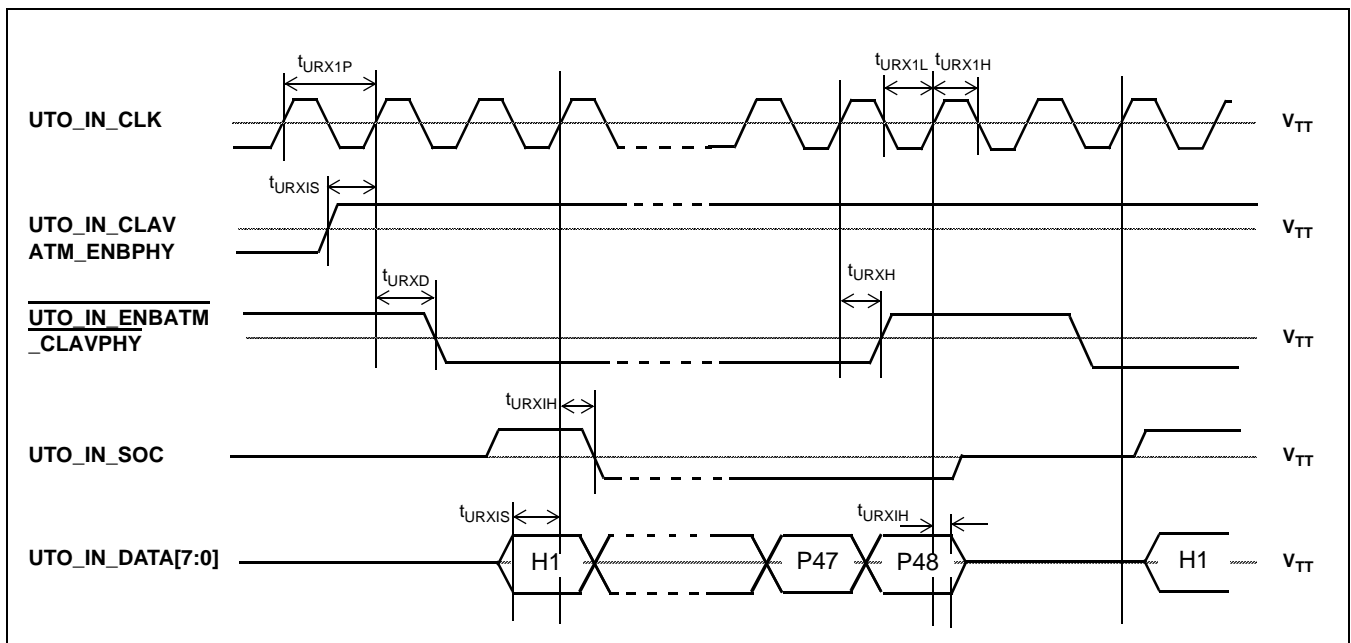 tURX1P
tURX1L
tURX1H
UTO_IN_CLK
VTT
tURXIS
UTO_IN_CLAV
ATM_ENBPHY
VTT
tURXD
tURXH
UTO_IN_ENBATM
_CLAVPHY
VTT
tURXIH
UTO_IN_SOC
VTT
tURXIS
tURXIH
UTO_IN_DATA[7:0]
H1
P47
P48
H1
VTT